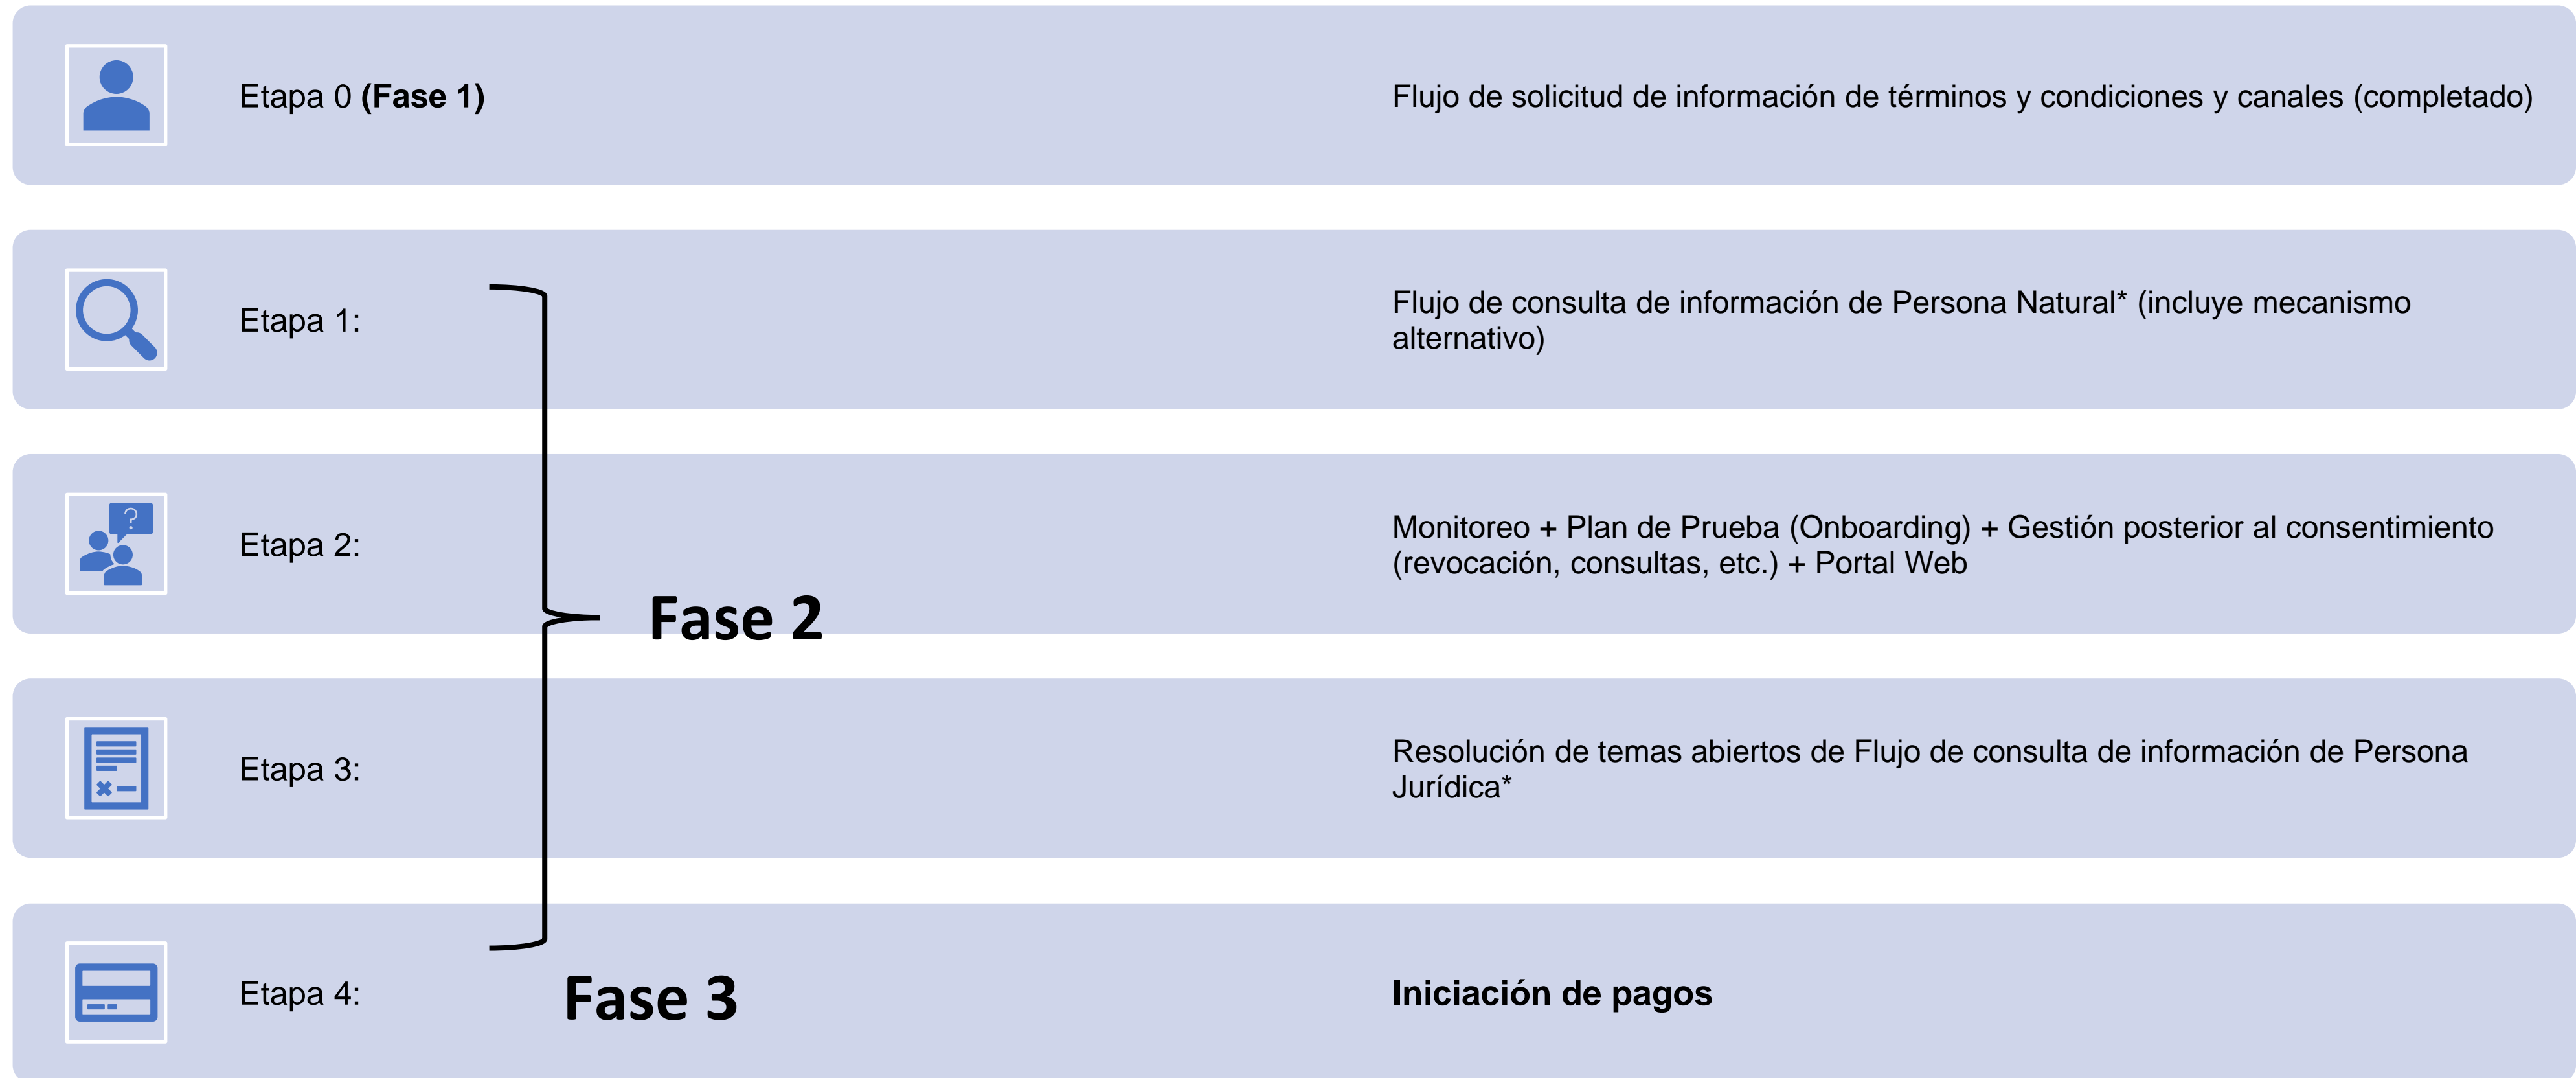 Etapa 0 (Fase 1)
Flujo de solicitud de información de términos y condiciones y canales (completado)
Etapa 1:
Flujo de consulta de información de Persona Natural* (incluye mecanismo
alternativo)
Etapa 2:
?
Monitoreo + Plan de Prueba (Onboarding) + Gestión posterior al consentimiento
(revocación, consultas, etc.) + Portal Web
Fase 2
Etapa 3:
Resolución de temas abiertos de Flujo de consulta de información de Persona
Jurídica*
Etapa 4:
Fase 3
Iniciación de pagos